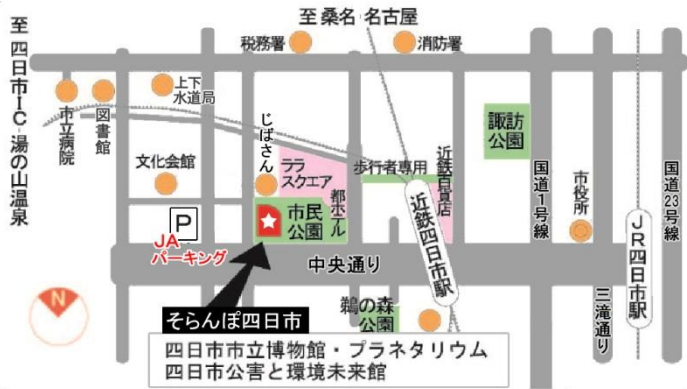 至 桑名 名古屋
至 四日市IC・湯の山温泉
税務署
消防署
上下
水道局
市立病院
図書館
じばさん
文化会館
ララ
スクエア
歩行者専用
近鉄百貨店
諏訪
公園
国道1号線
市役所
国道23号線
都ホテル
市民
公園
P
JA
パーキング
近鉄四日市駅
中央通り
JR四日市駅
三滝通り
N
そらんぽ四日市
鵜の森
公園
四日市市立博物館・プラネタリウム
四日市公害と環境未来館